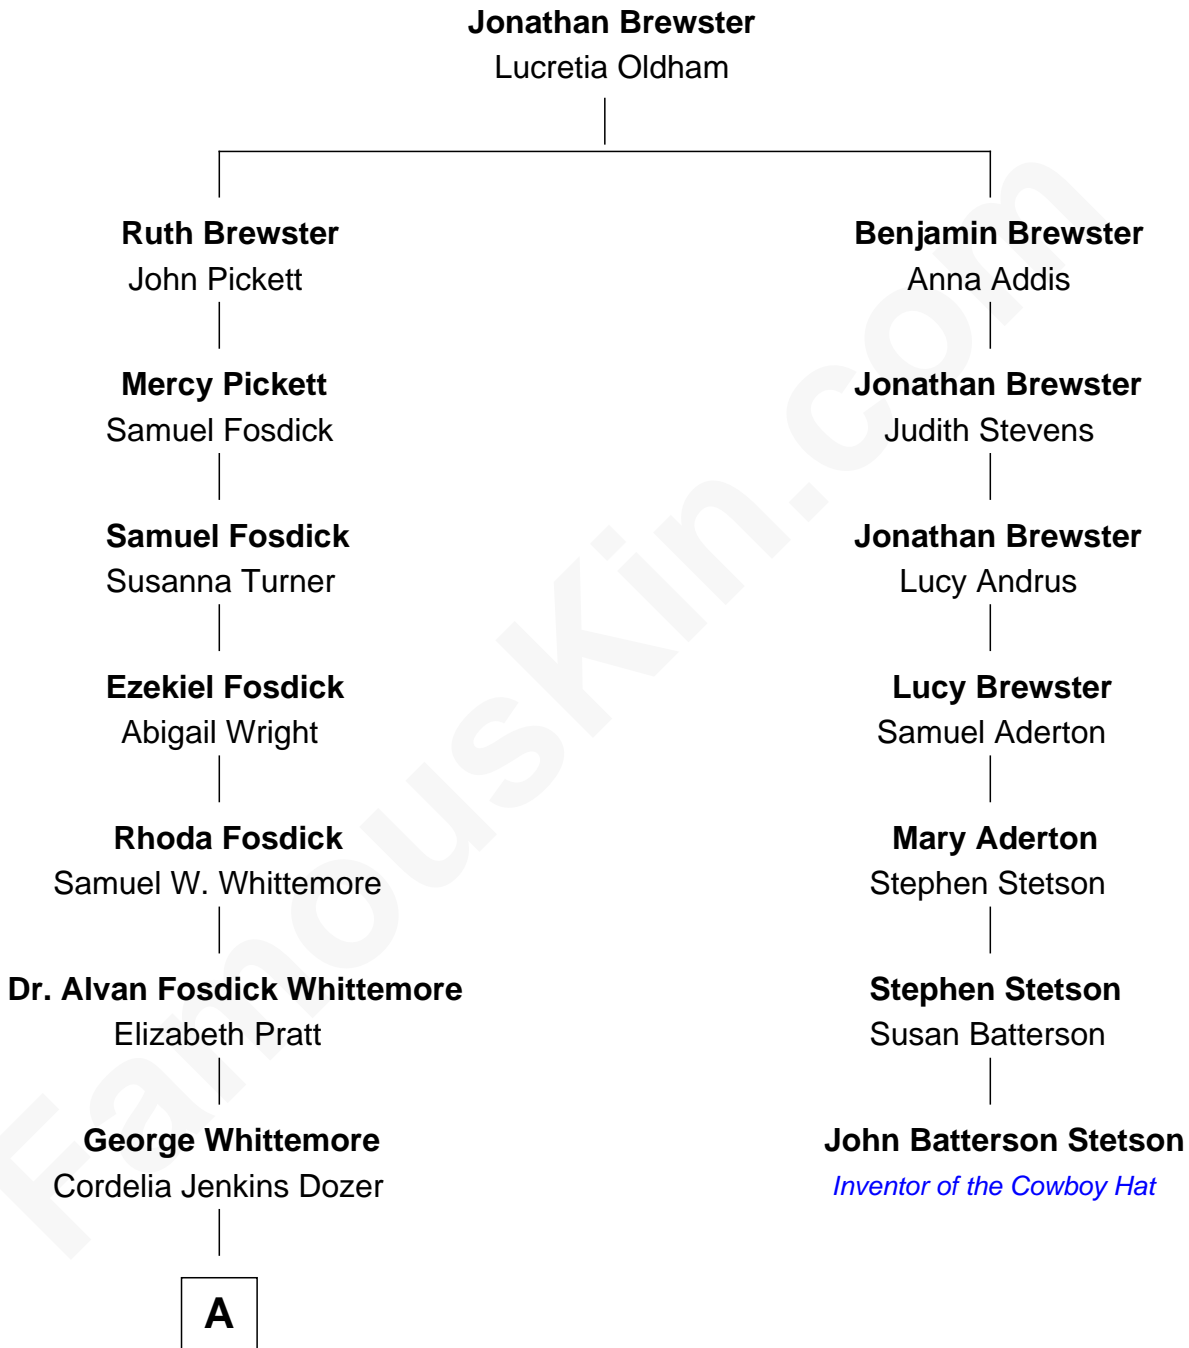 Jonathan Brewster
Lucretia Oldham
Ruth Brewster
John Pickett
Benjamin Brewster
Anna Addis
Mercy Pickett
Samuel Fosdick
Jonathan Brewster
Judith Stevens
Samuel Fosdick
Susanna Turner
Jonathan Brewster
Lucy Andrus
Ezekiel Fosdick
Abigail Wright
Lucy Brewster
Samuel Aderton
Rhoda Fosdick
Samuel W. Whittemore
Mary Aderton
Stephen Stetson
Dr. Alvan Fosdick Whittemore
Elizabeth Pratt
Stephen Stetson
Susan Batterson
George Whittemore
Cordelia Jenkins Dozer
John Batterson Stetson
Inventor of the Cowboy Hat
A
FamousKin.com